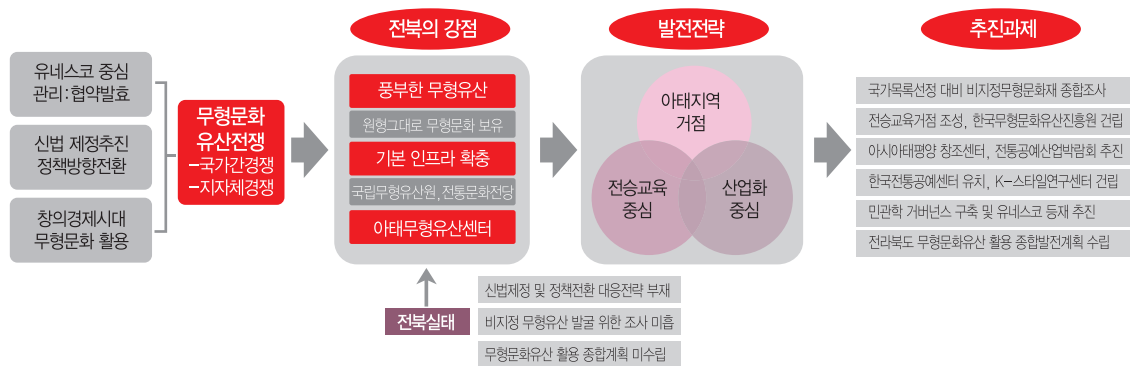 유네스코 중심
관리:협약발효
신법 제정추진
정책방향전환
창의경제시대
무형문화 활용
무형문화
유산전쟁
–국가간경쟁
–지자체경쟁
전북의 강점
풍부한 무형유산
원형그대로 무형문화 보유
기본 인프라 확충
국립무형유산원, 전통문화전당
아태무형유산센터
전북실태
신법제정 및 정책전환 대응전략 부재
비지정 무형유산 발굴 위한 조사 미흡
무형문화유산 활용 종합계획 미수립
발전전략
아태지역
거점
전승교육
중심
산업화
중심
추진과제
국가목록선정 대비 비지정무형문화재 종합조사
전승교육거점 조성, 한국무형문화유산진흥원 건립
아시아태평양 창조센터, 전통공예산업박람회 추진
한국전통공예센터 유치, K–스타일연구센터 건립
민관학 거버넌스 구축 및 유네스코 등재 추진
전라북도 무형문화유산 활용 종합발전계획 수립